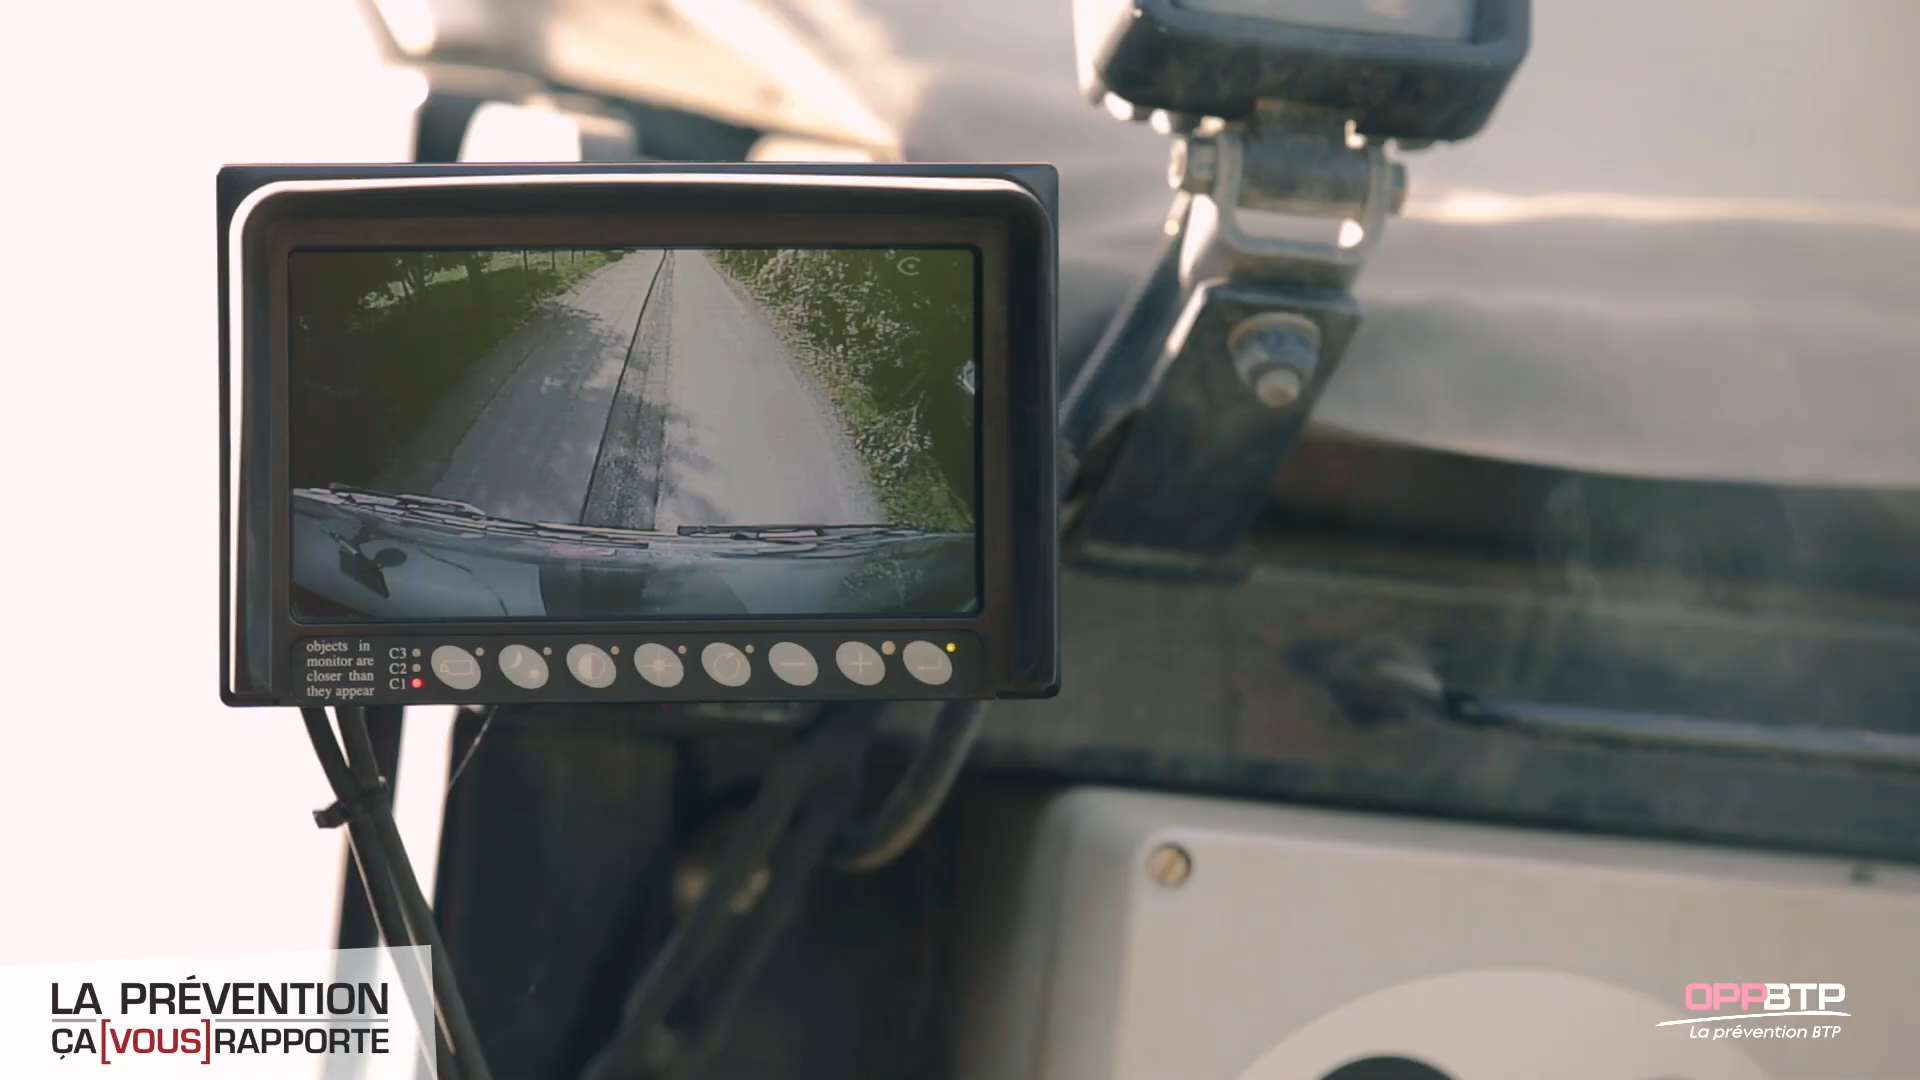 objects in
monitor are
closer than
they appear
C3
C2
C1
LA PRÉVENTION
ÇA[VOUS]RAPPORTE
OPPBTP
La prévention BTP